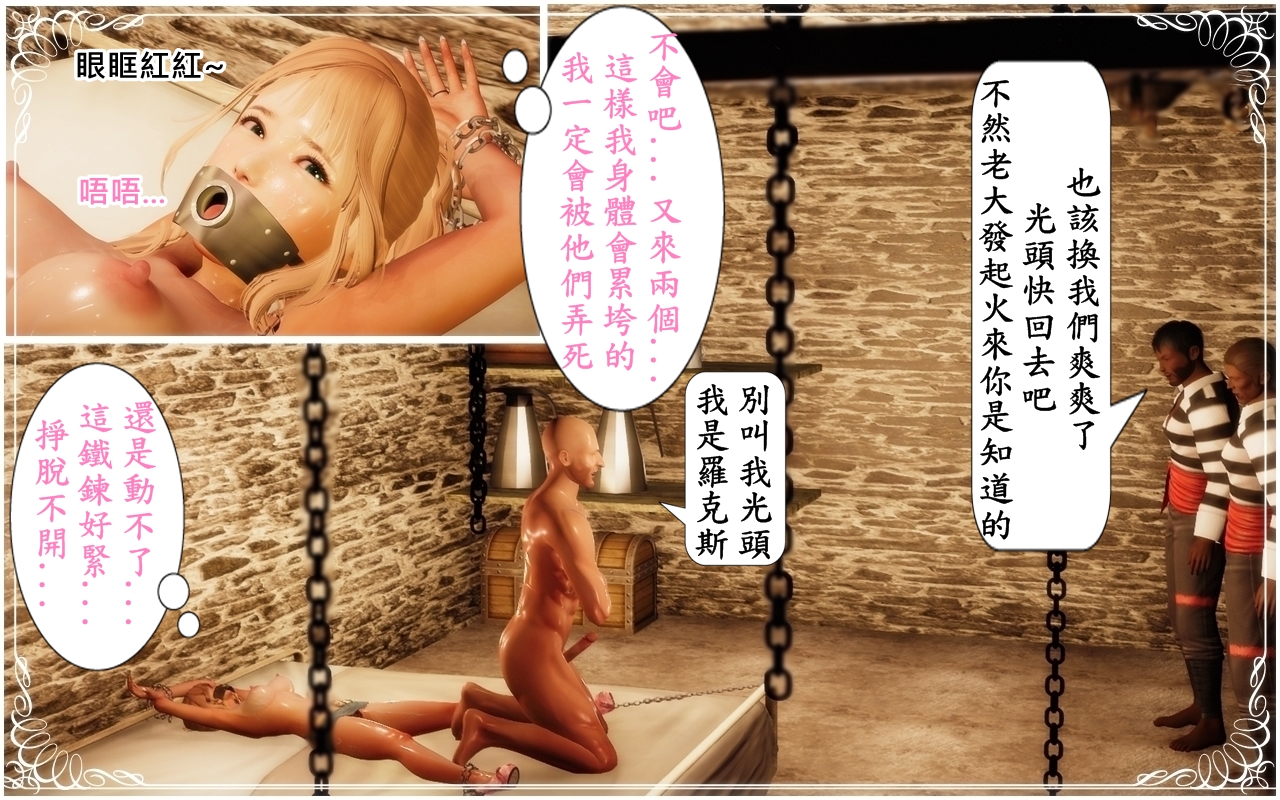 眼眶紅紅~
唔唔...
不會吧...又來兩個...
這樣我身體會累垮的
我一定會被他們弄死
也該換我們爽爽了
光頭快回去吧
不然老大發起火來你是知道的
別叫我光頭
我是羅克斯
還是動不了...
這鐵鍊好緊...
掙脫不開...